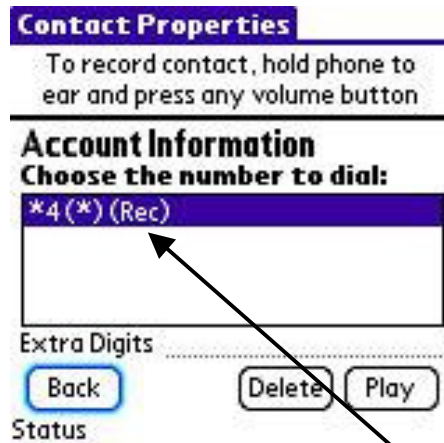 Contact Properties
To record contact, hold phone to
ear and press any volume button
Account Information
Choose the number to dial:
*4 (*) (Rec)
Extra Digits
Back Delete Play
Status